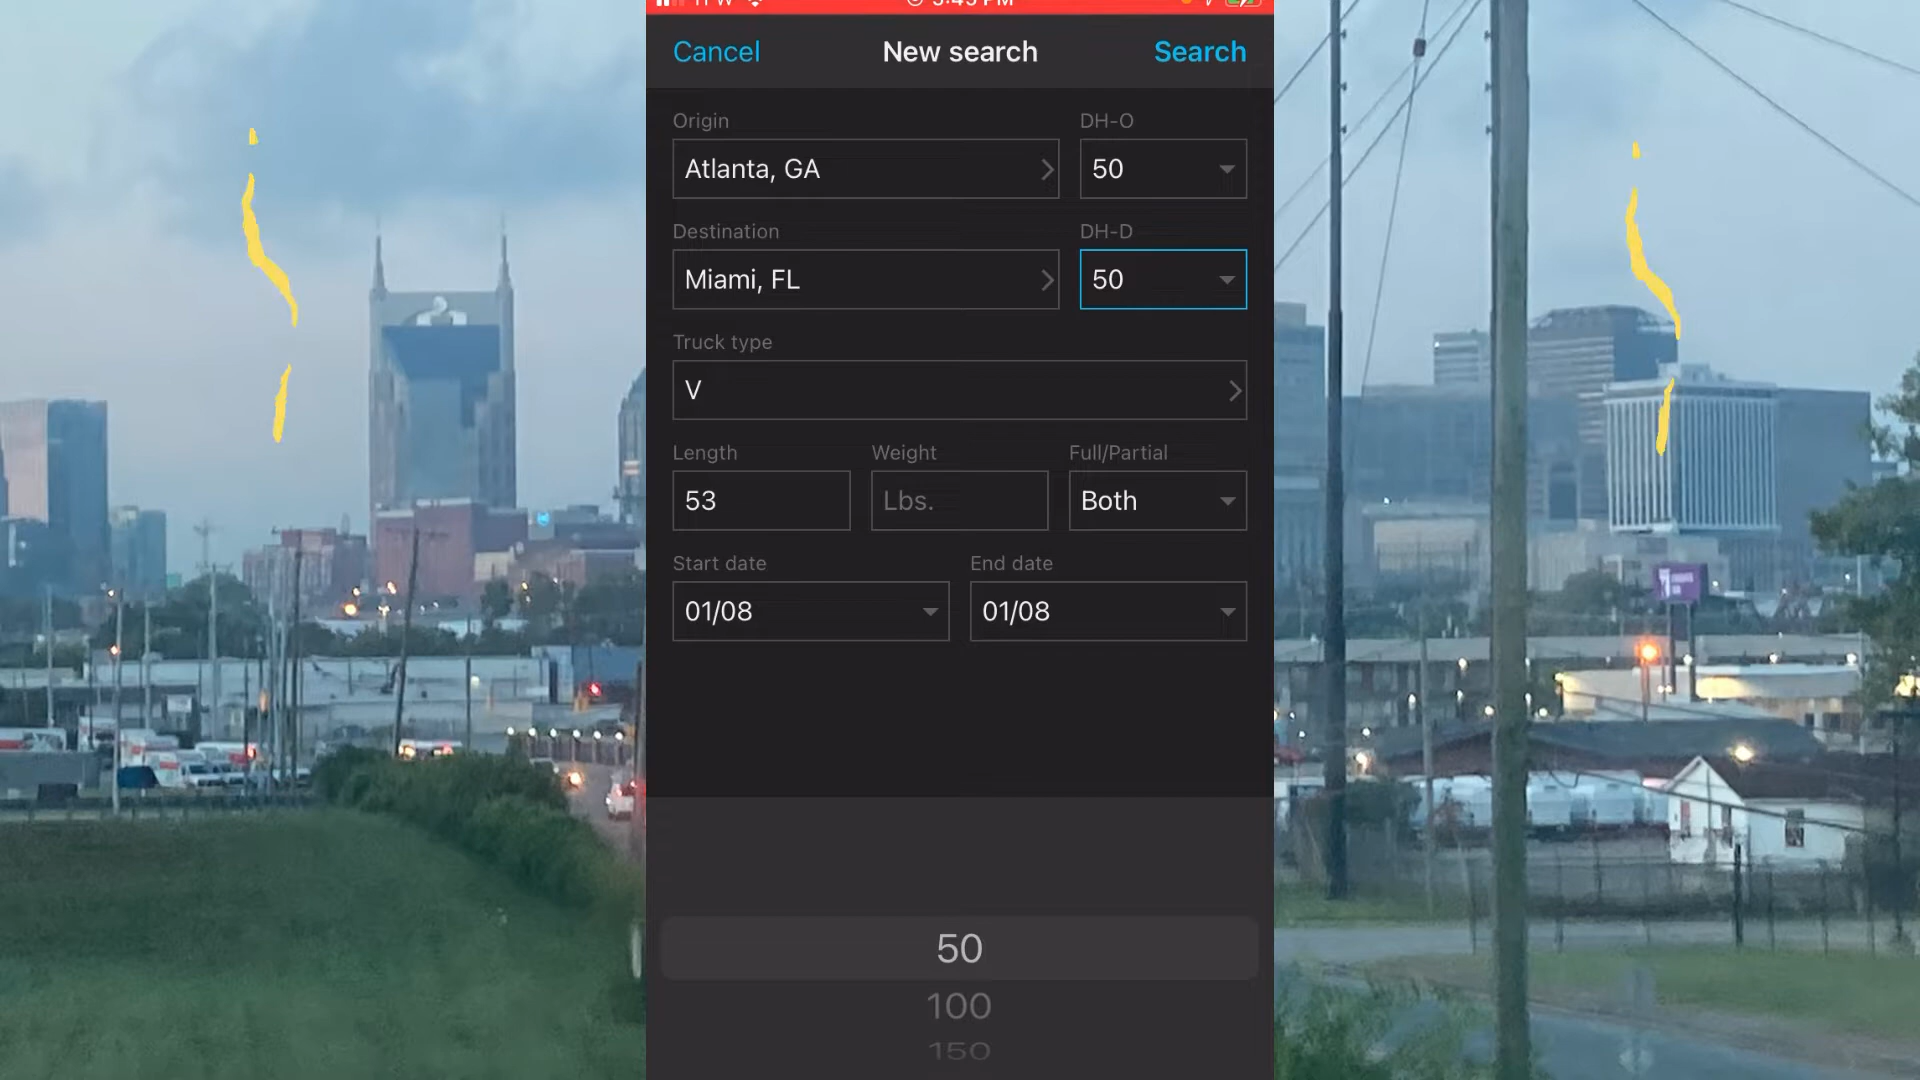 Cancel New search Search
Origin DH-O
Atlanta, GA 50
Destination DH-D
Miami, FL 50
Truck type
V
Length Weight Full/Partial
53 Lbs. Both
Start date End date
01/08 01/08
50
100
150